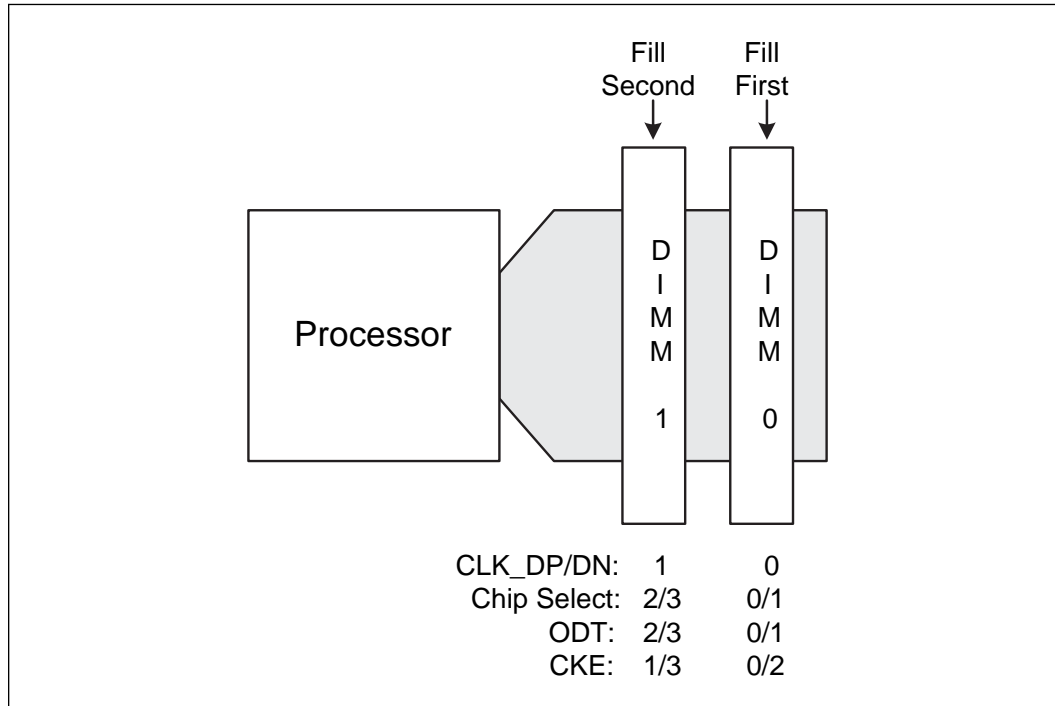 Fill Second
Fill First
Processor
D I M M 1
D I M M 0
CLK_DP/DN: 1 0
Chip Select: 2/3 0/1
ODT: 2/3 0/1
CKE: 1/3 0/2